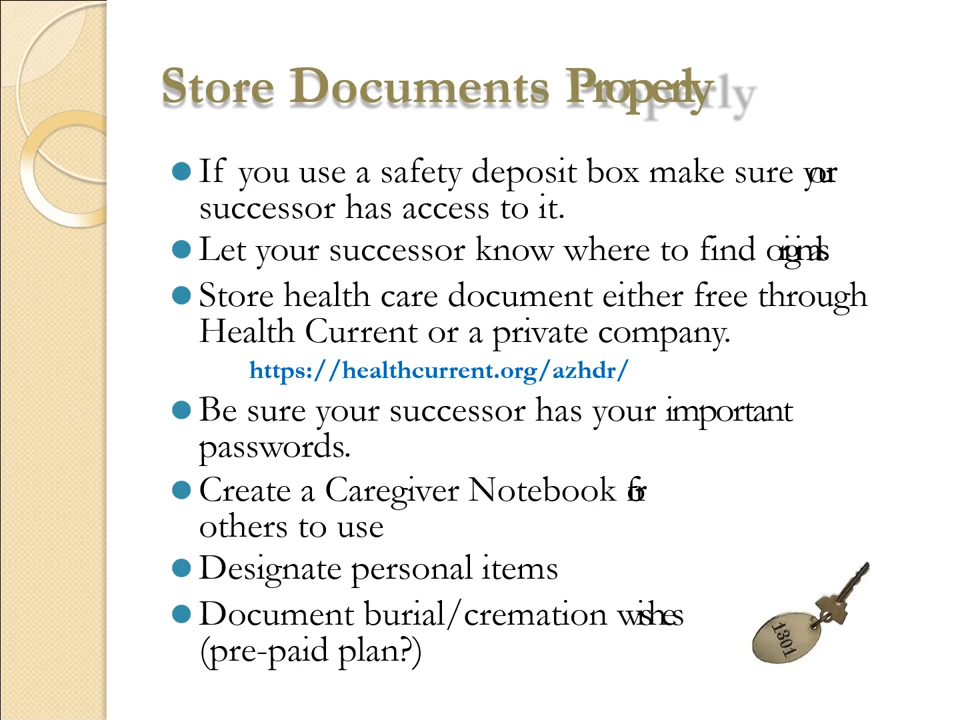 Store Documents Properly
If you use a safety deposit box make sure your
successor has access to it.
Let your successor know where to find originals.
Store health care document either free through
Health Current or a private company.
https://healthcurrent.org/azhdr/
Be sure your successor has your important
passwords.
Create a Caregiver Notebook for
others to use
Designate personal items
Document burial/cremation wishes
(pre-paid plan?)
1301